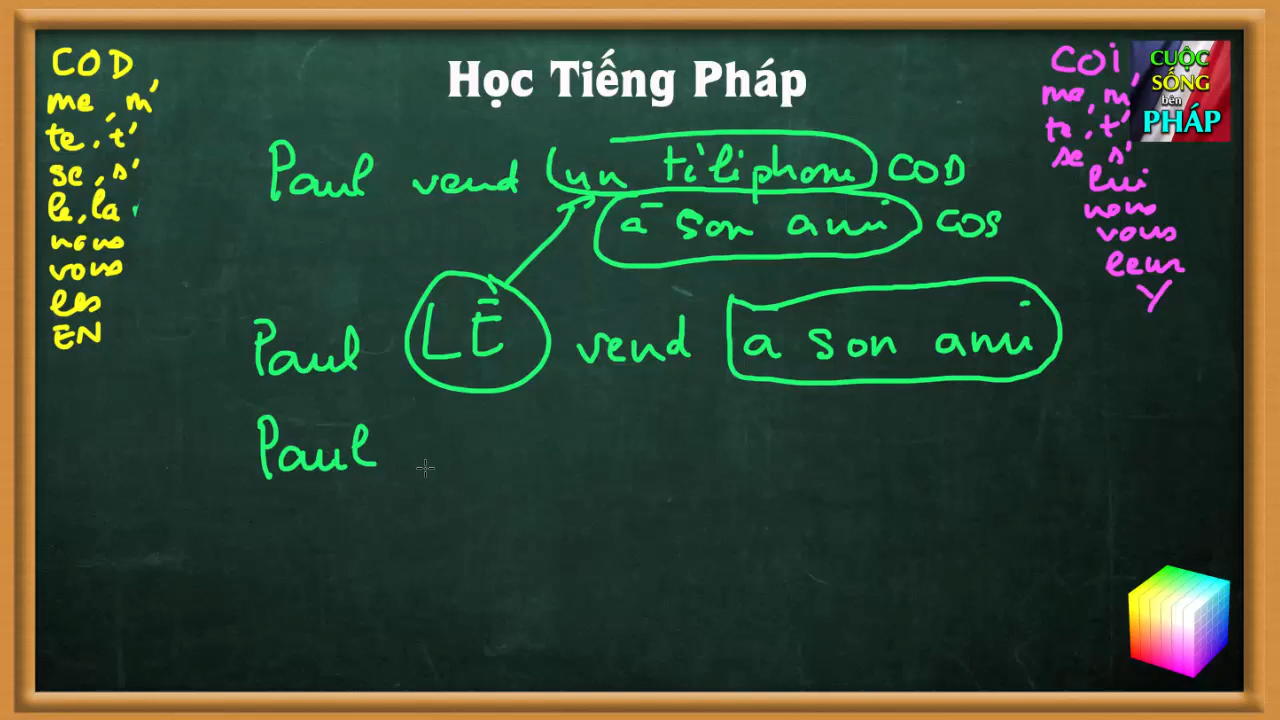 Học Tiếng Pháp
CUỘC
SỐNG
bên
PHÁP
COD
me, m'
te, t'
se, s'
le, la
nous
vous
les
EN
COI
me, m'
te, t'
se s'
lui
nous
vous
leur
Y
Paul vend un téléphone COD
à son ami COS
Paul LE vend a son ami
Paul